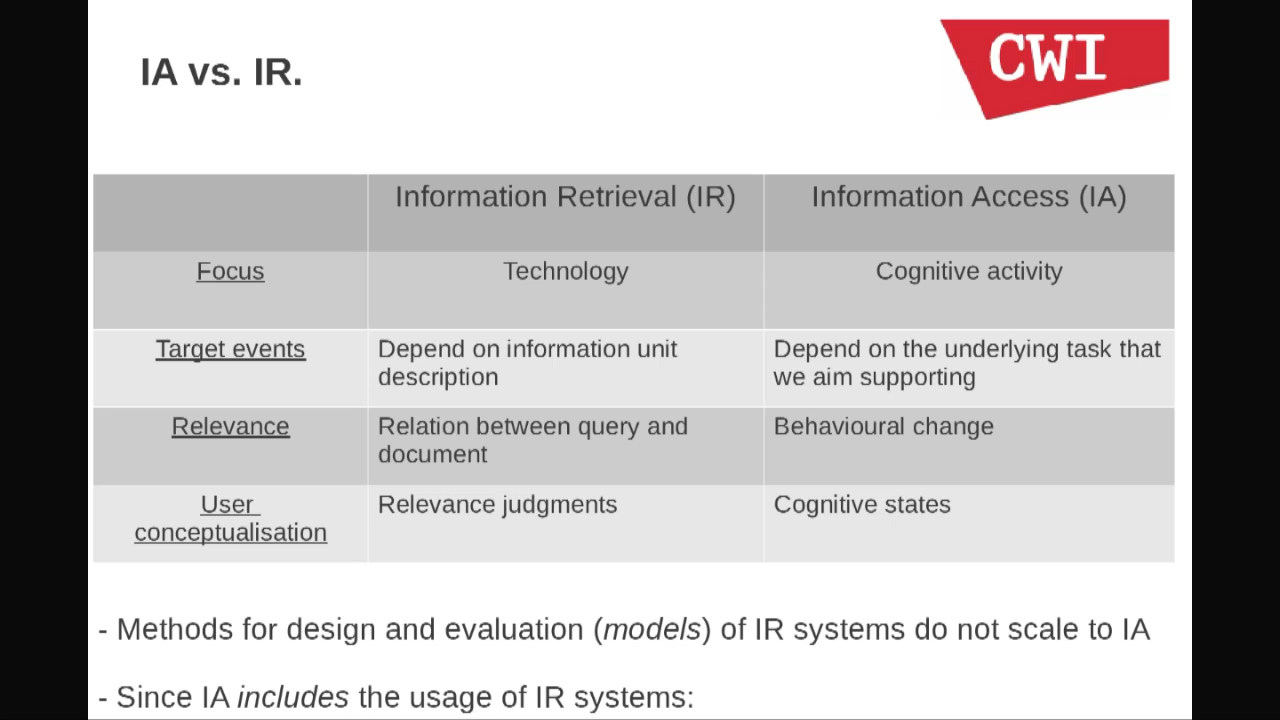 IA vs. IR.
CWI
Information Retrieval (IR) Information Access (IA)
Focus Technology Cognitive activity
Target events Depend on information unit Depend on the underlying task that
description we aim supporting
Relevance Relation between query and Behavioural change
document
User Relevance judgments Cognitive states
conceptualisation
- Methods for design and evaluation (models) of IR systems do not scale to IA
- Since IA includes the usage of IR systems: